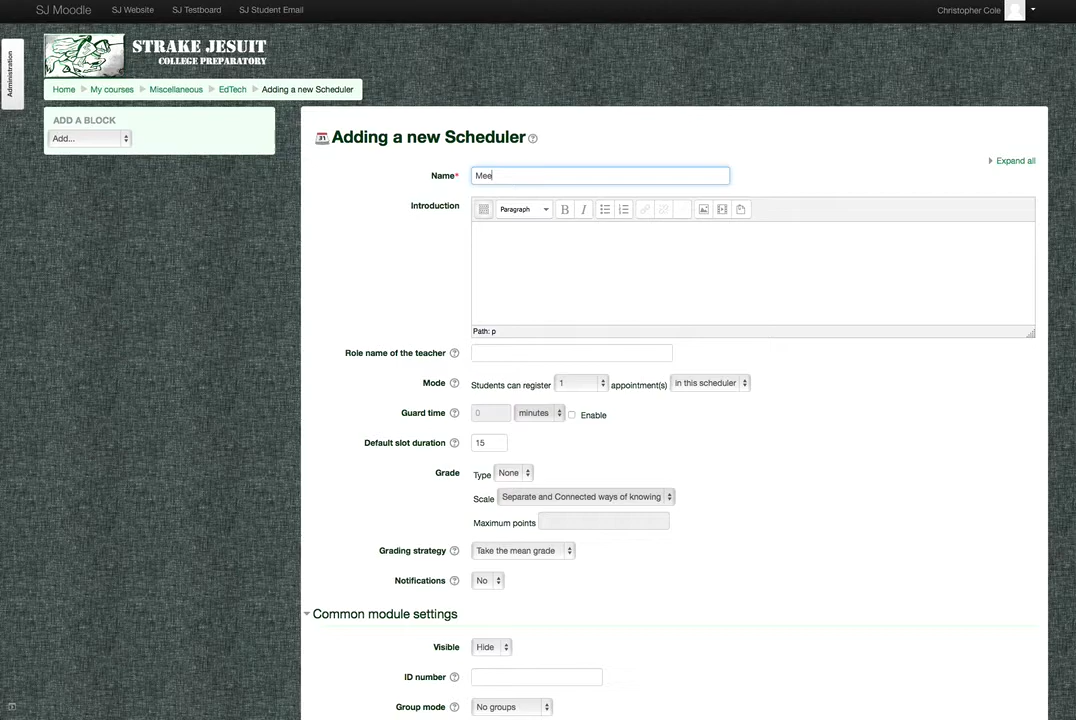 SJ Moodle SJ Website SJ Testboard SJ Student Email Christopher Cole
Administration
STRAKE JESUIT
COLLEGE PREPARATORY
Home My courses Miscellaneous EdTech Adding a new Scheduler
ADD A BLOCK
Add...
31 Adding a new Scheduler ?
Expand all
Name* Mee
Introduction
Paragraph B I
Path: p
Role name of the teacher ?
Mode ? Students can register 1 appointment(s) in this scheduler
Guard time ? 0 minutes Enable
Default slot duration ? 15
Grade Type None
Scale Separate and Connected ways of knowing
Maximum points
Grading strategy ? Take the mean grade
Notifications ? No
Common module settings
Visible Hide
ID number ?
Group mode ? No groups